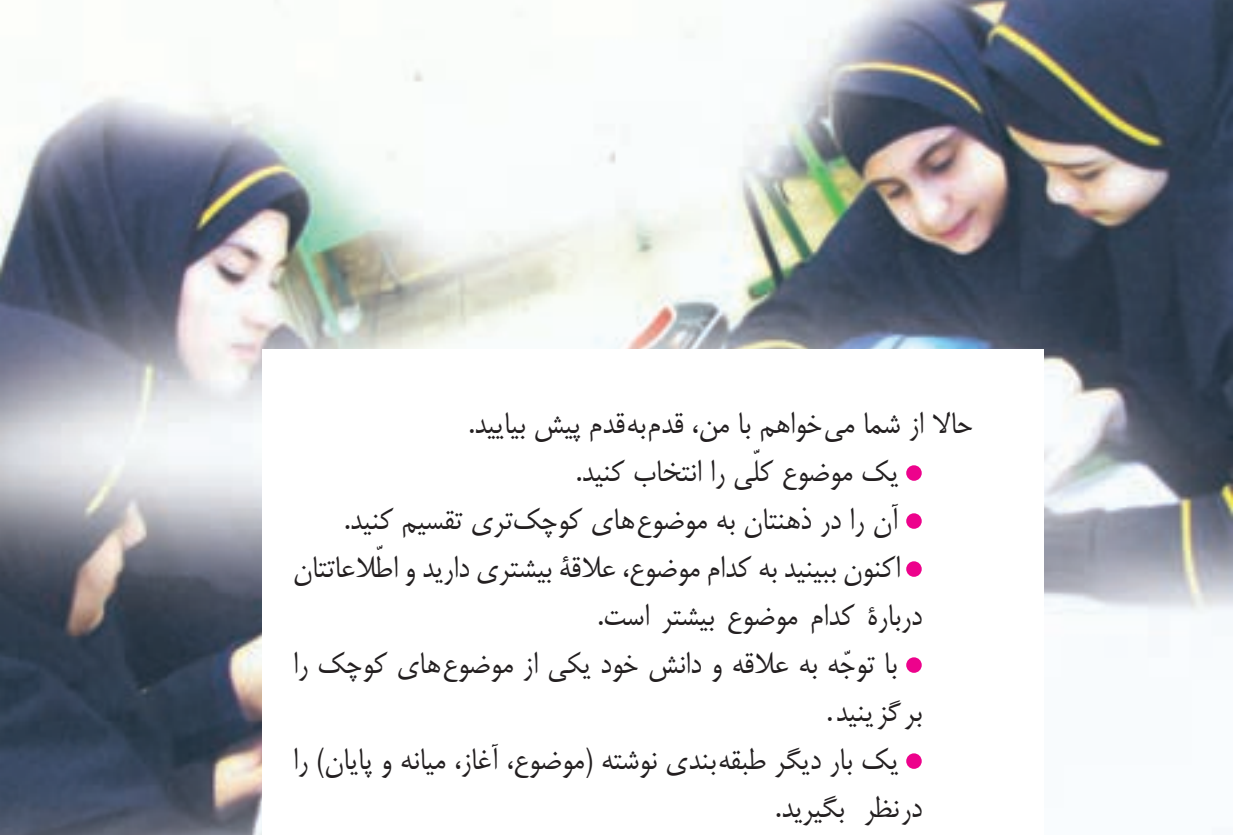 حالا از شما می‌خواهم با من، قدم‌به‌قدم پیش بیایید.
● یک موضوع کلّی را انتخاب کنید.
● آن را در ذهنتان به موضوع‌های کوچک‌تری تقسیم کنید.
● اکنون ببینید به کدام موضوع، علاقهٔ بیشتری دارید و اطّلاعاتتان
دربارهٔ کدام موضوع بیشتر است.
● با توجّه به علاقه و دانش خود یکی از موضوع‌های کوچک را
برگزینید.
● یک بار دیگر طبقه‌بندی نوشته (موضوع، آغاز، میانه و پایان) را
درنظر بگیرید.